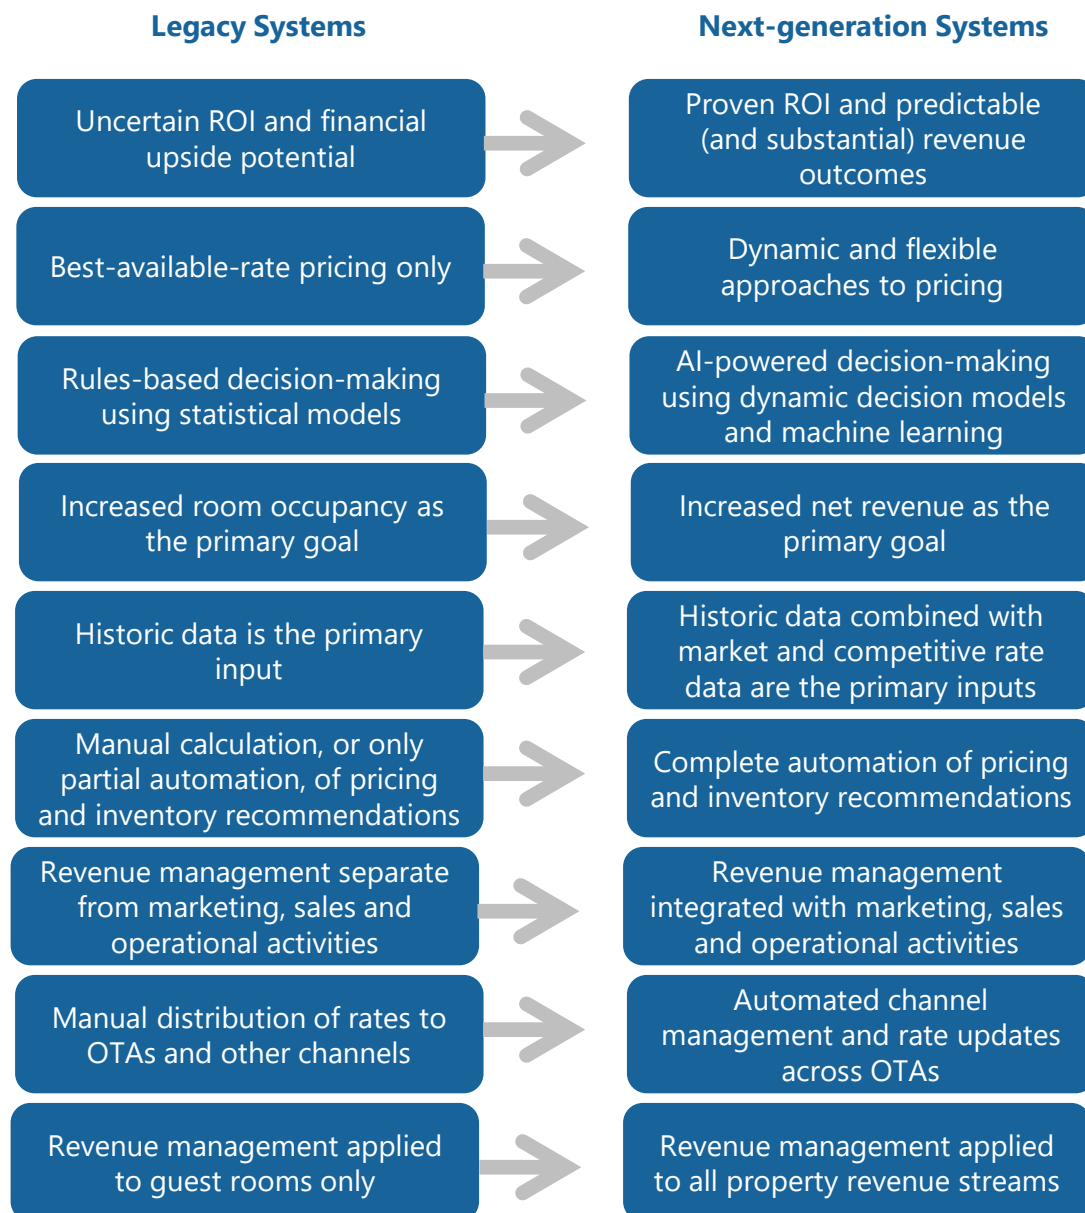 Legacy Systems
Next-generation Systems
Uncertain ROI and financial
upside potential
Proven ROI and predictable
(and substantial) revenue
outcomes
Best-available-rate pricing only
Dynamic and flexible
approaches to pricing
Rules-based decision-making
using statistical models
AI-powered decision-making
using dynamic decision models
and machine learning
Increased room occupancy as
the primary goal
Increased net revenue as the
primary goal
Historic data is the primary
input
Historic data combined with
market and competitive rate
data are the primary inputs
Manual calculation, or only
partial automation, of pricing
and inventory recommendations
Complete automation of pricing
and inventory recommendations
Revenue management separate
from marketing, sales and
operational activities
Revenue management
integrated with marketing, sales
and operational activities
Manual distribution of rates to
OTAs and other channels
Automated channel
management and rate updates
across OTAs
Revenue management applied
to guest rooms only
Revenue management applied
to all property revenue streams